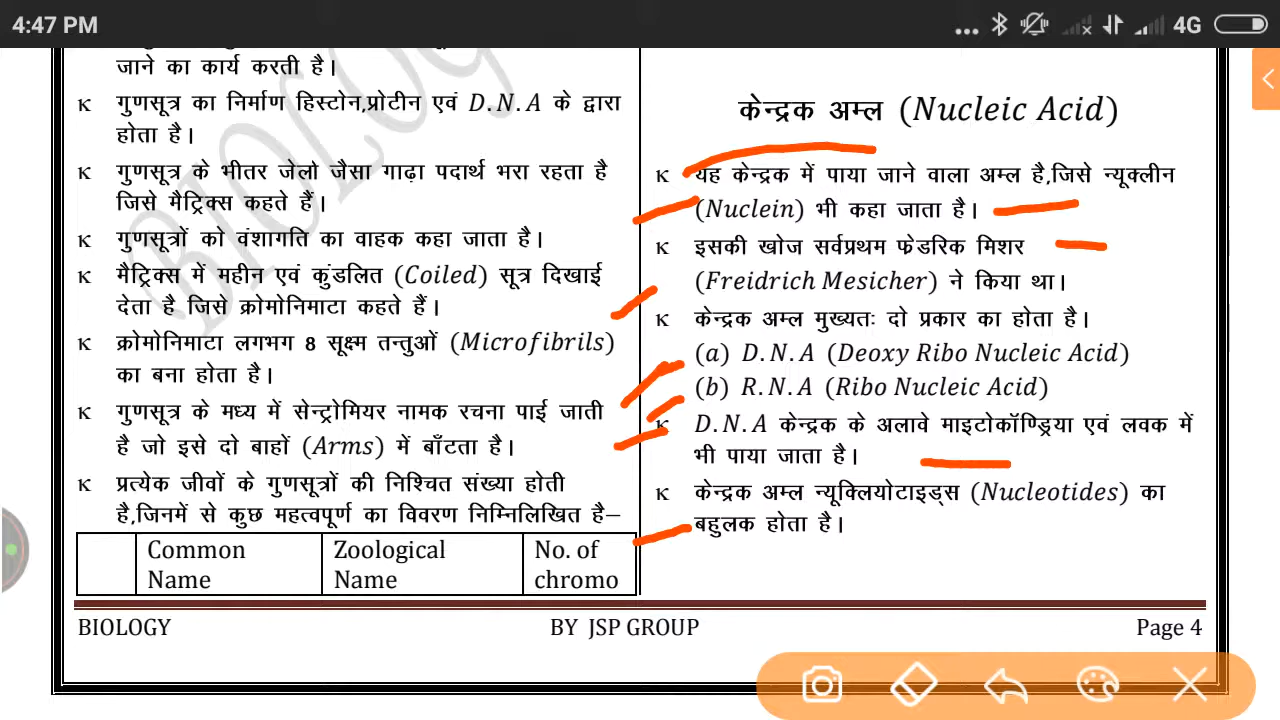 4:47 PM
4G
जाने का कार्य करती है।
κ गुणसूत्र का निर्माण हिस्टोन,प्रोटीन एवं D.N.A के द्वारा
होता है।
κ गुणसूत्र के भीतर जेलो जैसा गाढ़ा पदार्थ भरा रहता है
जिसे मैट्रिक्स कहते हैं।
κ गुणसूत्रों को वंशागति का वाहक कहा जाता है।
κ मैट्रिक्स में महीन एवं कुंडलित (Coiled) सूत्र दिखाई
देता है जिसे क्रोमोनिमाटा कहते हैं।
κ क्रोमोनिमाटा लगभग 8 सूक्ष्म तन्तुओं (Microfibrils)
का बना होता है।
κ गुणसूत्र के मध्य में सेन्ट्रोमियर नामक रचना पाई जाती
है जो इसे दो बाहों (Arms) में बाँटता है।
κ प्रत्येक जीवों के गुणसूत्रों की निश्चित संख्या होती
है,जिनमें से कुछ महत्वपूर्ण का विवरण निम्निलिखित है–
Common Name
Zoological Name
No. of chromo
केन्द्रक अम्ल (Nucleic Acid)
κ यह केन्द्रक में पाया जाने वाला अम्ल है,जिसे न्यूक्लीन
(Nuclein) भी कहा जाता है।
κ इसकी खोज सर्वप्रथम फ्रेडरिक मिशर
(Freidrich Mesicher) ने किया था।
κ केन्द्रक अम्ल मुख्यतः दो प्रकार का होता है।
(a) D.N.A (Deoxy Ribo Nucleic Acid)
(b) R.N.A (Ribo Nucleic Acid)
κ D.N.A केन्द्रक के अलावे माइटोकॉण्ड्रिया एवं लवक में
भी पाया जाता है।
κ केन्द्रक अम्ल न्यूक्लियोटाइड्स (Nucleotides) का
बहुलक होता है।
BIOLOGY
BY JSP GROUP
Page 4
BIOLOGY